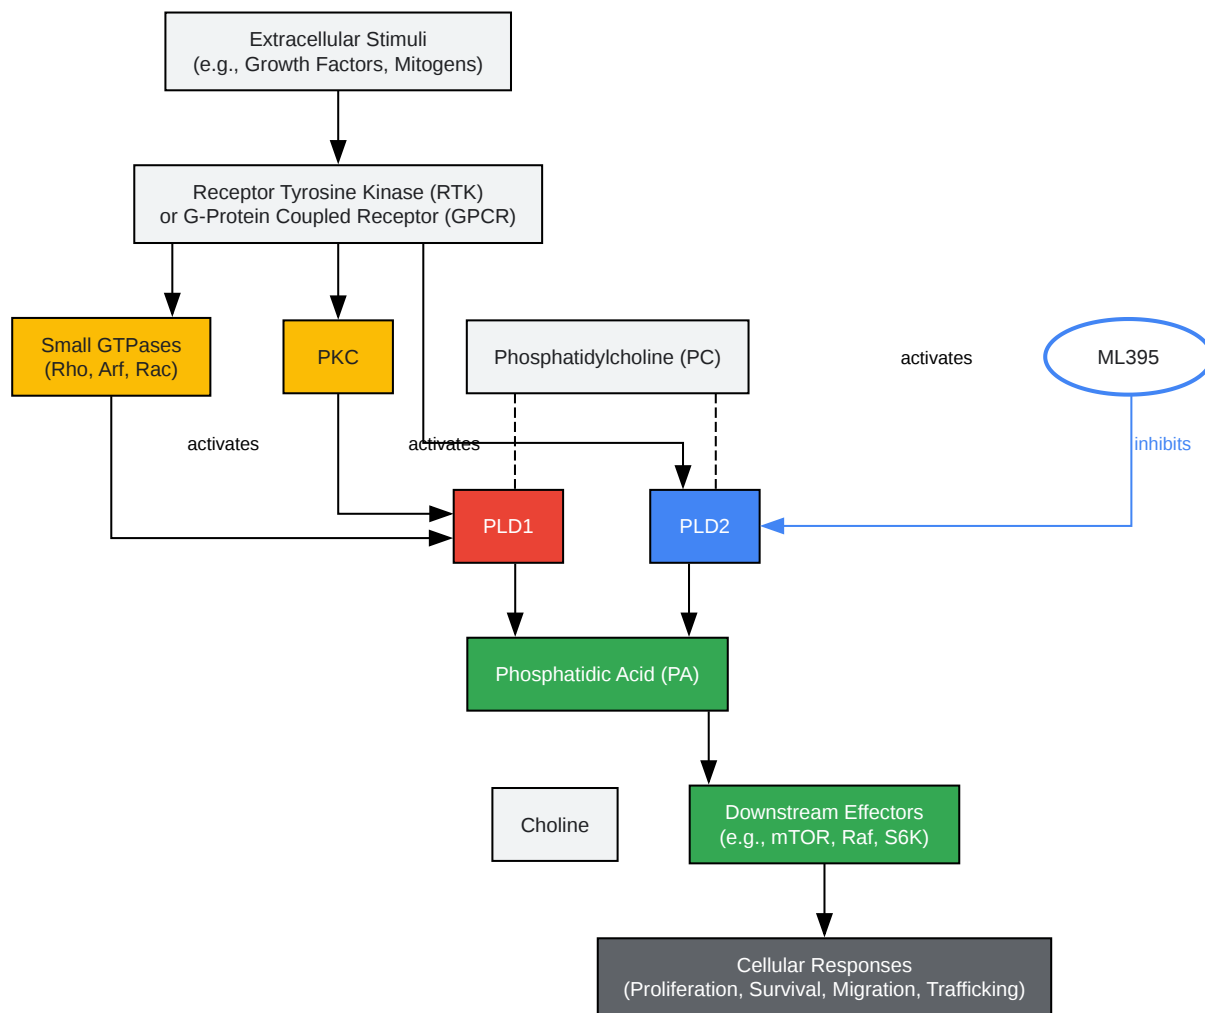 Extracellular Stimuli
(e.g., Growth Factors, Mitogens)
Receptor Tyrosine Kinase (RTK)
or G-Protein Coupled Receptor (GPCR)
Small GTPases
(Rho, Arf, Rac)
PKC
Phosphatidylcholine (PC)
activates
ML395
activates
activates
inhibits
PLD1
PLD2
Phosphatidic Acid (PA)
Choline
Downstream Effectors
(e.g., mTOR, Raf, S6K)
Cellular Responses
(Proliferation, Survival, Migration, Trafficking)